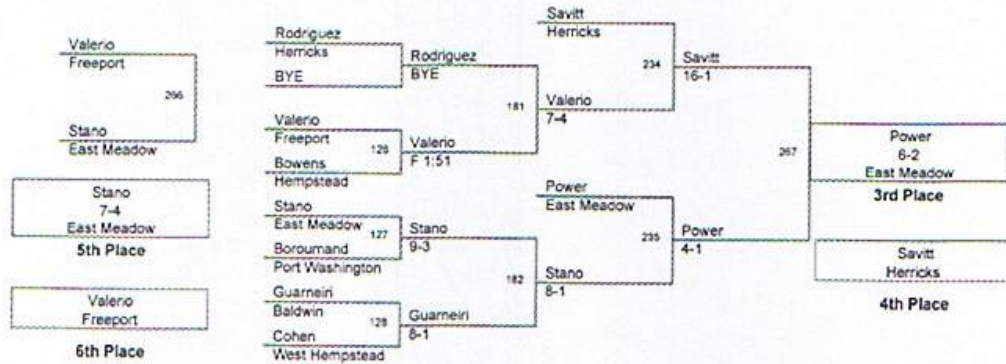 Valerio
Freeport
266
Stano
East Meadow
Stano
7-4
East Meadow
5th Place
Valerio
Freeport
6th Place
Rodriguez
Herricks
BYE
Valerio
Freeport
126
Bowens
Hempstead
Stano
East Meadow
127
Boroumand
Port Washington
Guarneiri
Baldwin
128
Cohen
West Hempstead
Rodriguez
BYE
181
Valerio
F 1:51
Stano
9-3
182
Guarneiri
8-1
Savitt
Herricks
234
Valerio
7-4
Power
East Meadow
235
Stano
8-1
Savitt
16-1
267
Power
4-1
Power
6-2
East Meadow
3rd Place
Savitt
Herricks
4th Place